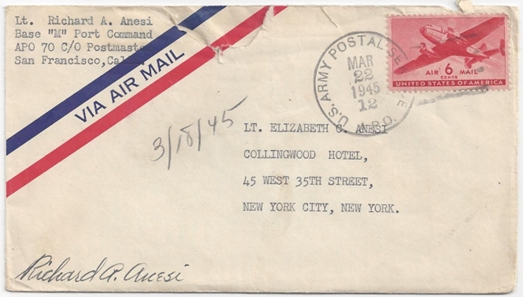 Lt. Richard A. Anesi
Base "M" Port Command
APO 70 C/O Postmaste
San Francisco, Cal
VIA AIR MAIL
U.S. ARMY POSTAL SE E
MAR
22
1945
12
A.P.O.
AIR 6 MAIL
CENTS
UNITED STATES OF AMERICA
3/18/45
LT. ELIZABETH C. ANESI
COLLINGWOOD HOTEL,
45 WEST 35TH STREET,
NEW YORK CITY, NEW YORK.
Richard A. Anesi